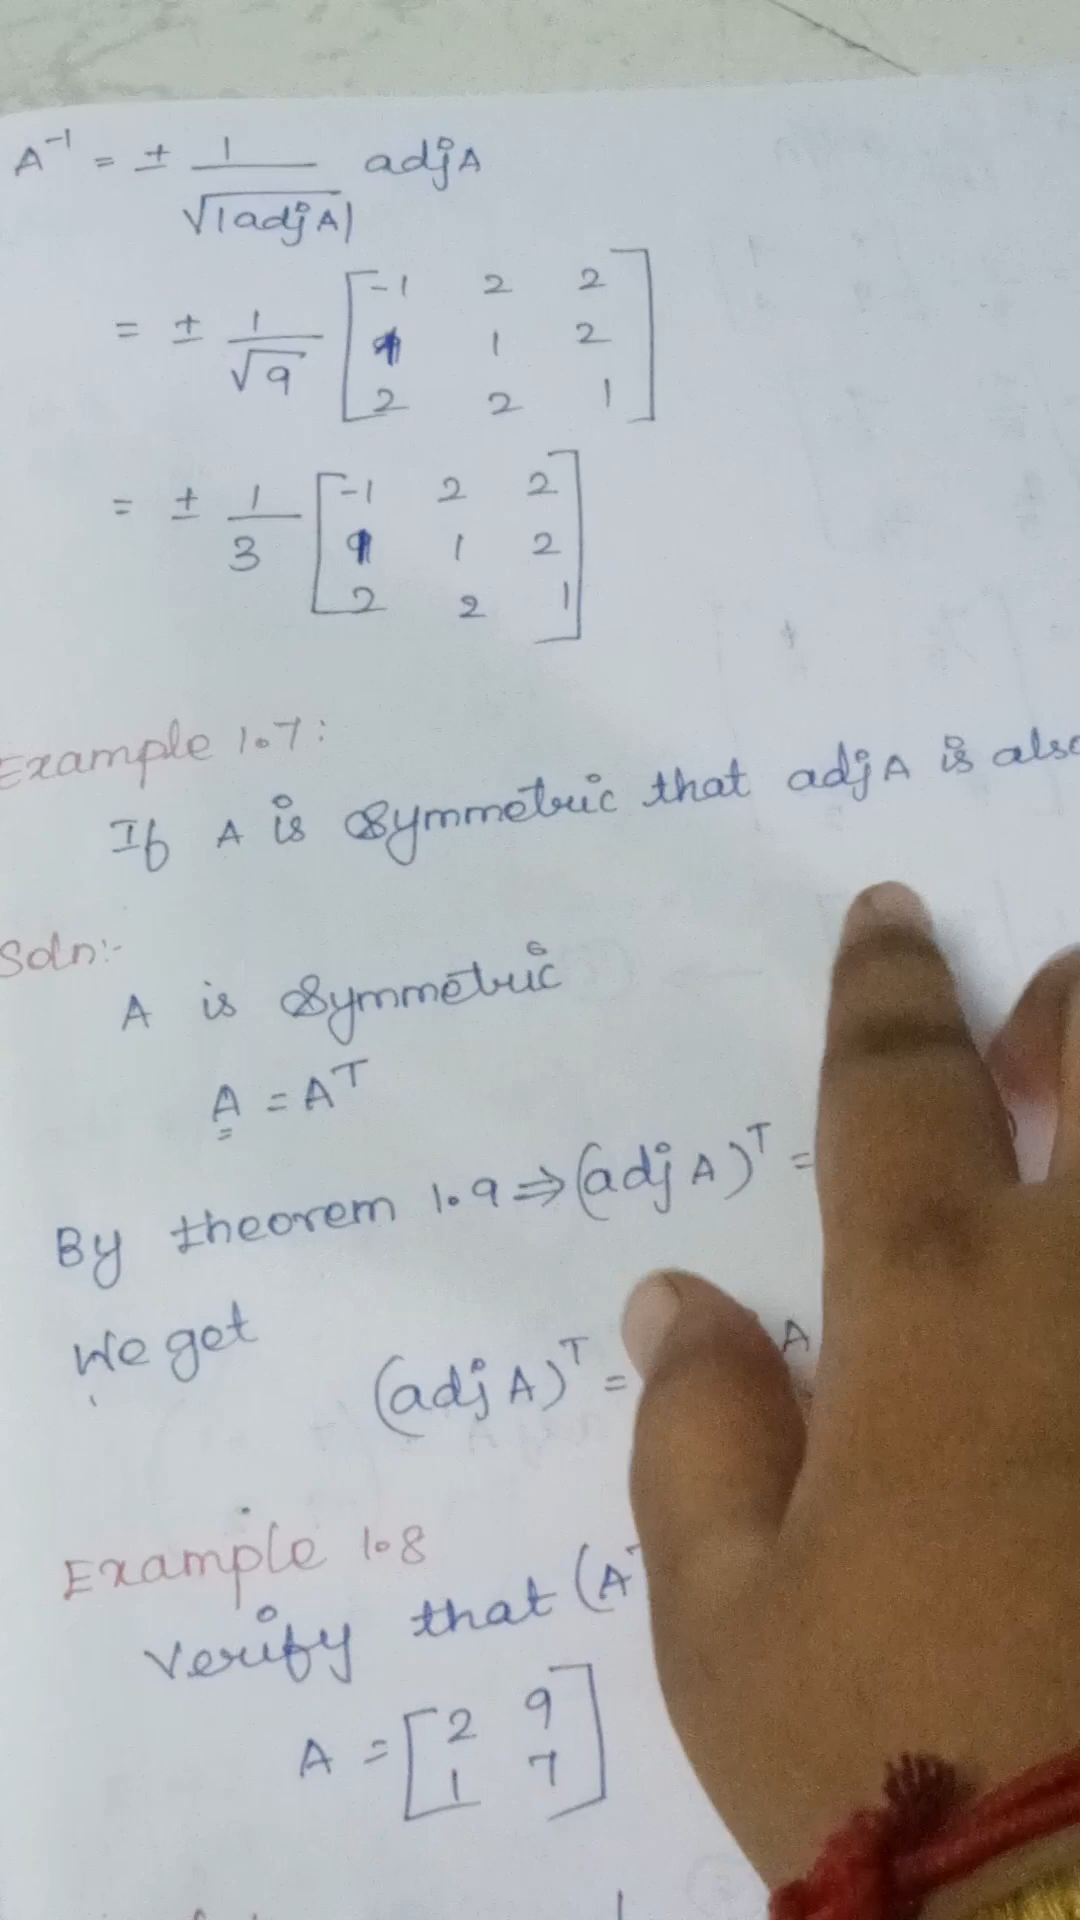 A⁻¹ = ± 1/√|adj A| adj A
= ± 1/√9 [-1 2 2
1 1 2
2 2 1]
= ± 1/3 [-1 2 2
1 2
2 2 1]
Example 1.7:
If A is symmetric that adj A is also
Soln:-
A is symmetric
A = Aᵀ
By theorem 1.9 ⇒ (adj A)ᵀ =
We get
(adj A)ᵀ = A
Example 1.8
Verify that (Aᵀ
A = [2 9
1 7]